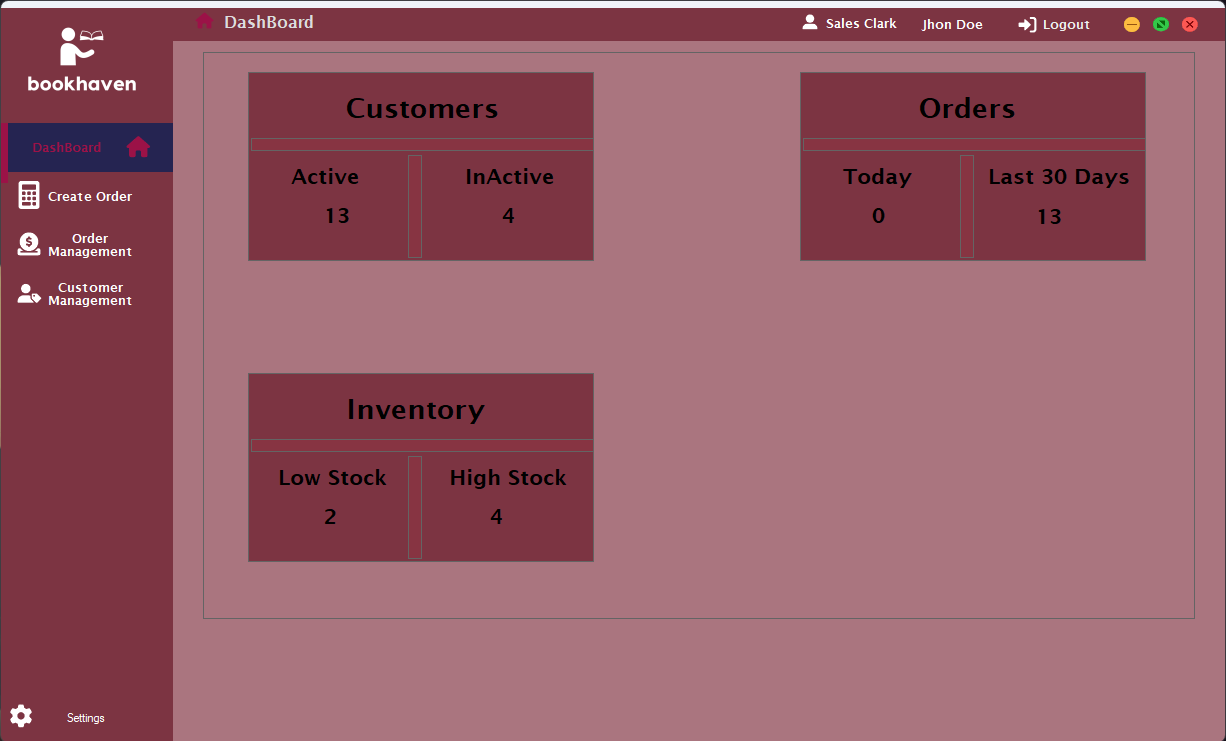 DashBoard
Sales Clark
Jhon Doe
Logout
bookhaven
DashBoard
Create Order
Order
Management
Customer
Management
Settings
Customers
Active
InActive
13
4
Orders
Today
Last 30 Days
0
13
Inventory
Low Stock
High Stock
2
4